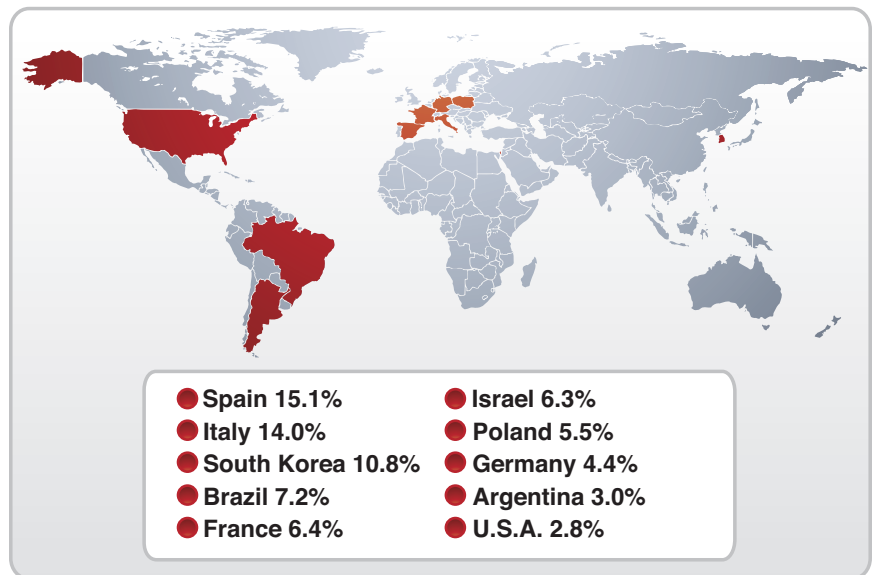 Spain 15.1%
Italy 14.0%
South Korea 10.8%
Brazil 7.2%
France 6.4%
Israel 6.3%
Poland 5.5%
Germany 4.4%
Argentina 3.0%
U.S.A. 2.8%